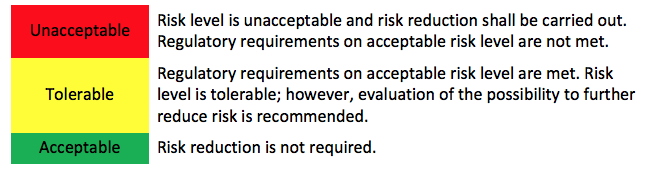 Unacceptable
Risk level is unacceptable and risk reduction shall be carried out.
Regulatory requirements on acceptable risk level are not met.
Tolerable
Regulatory requirements on acceptable risk level are met. Risk
level is tolerable; however, evaluation of the possibility to further
reduce risk is recommended.
Acceptable
Risk reduction is not required.